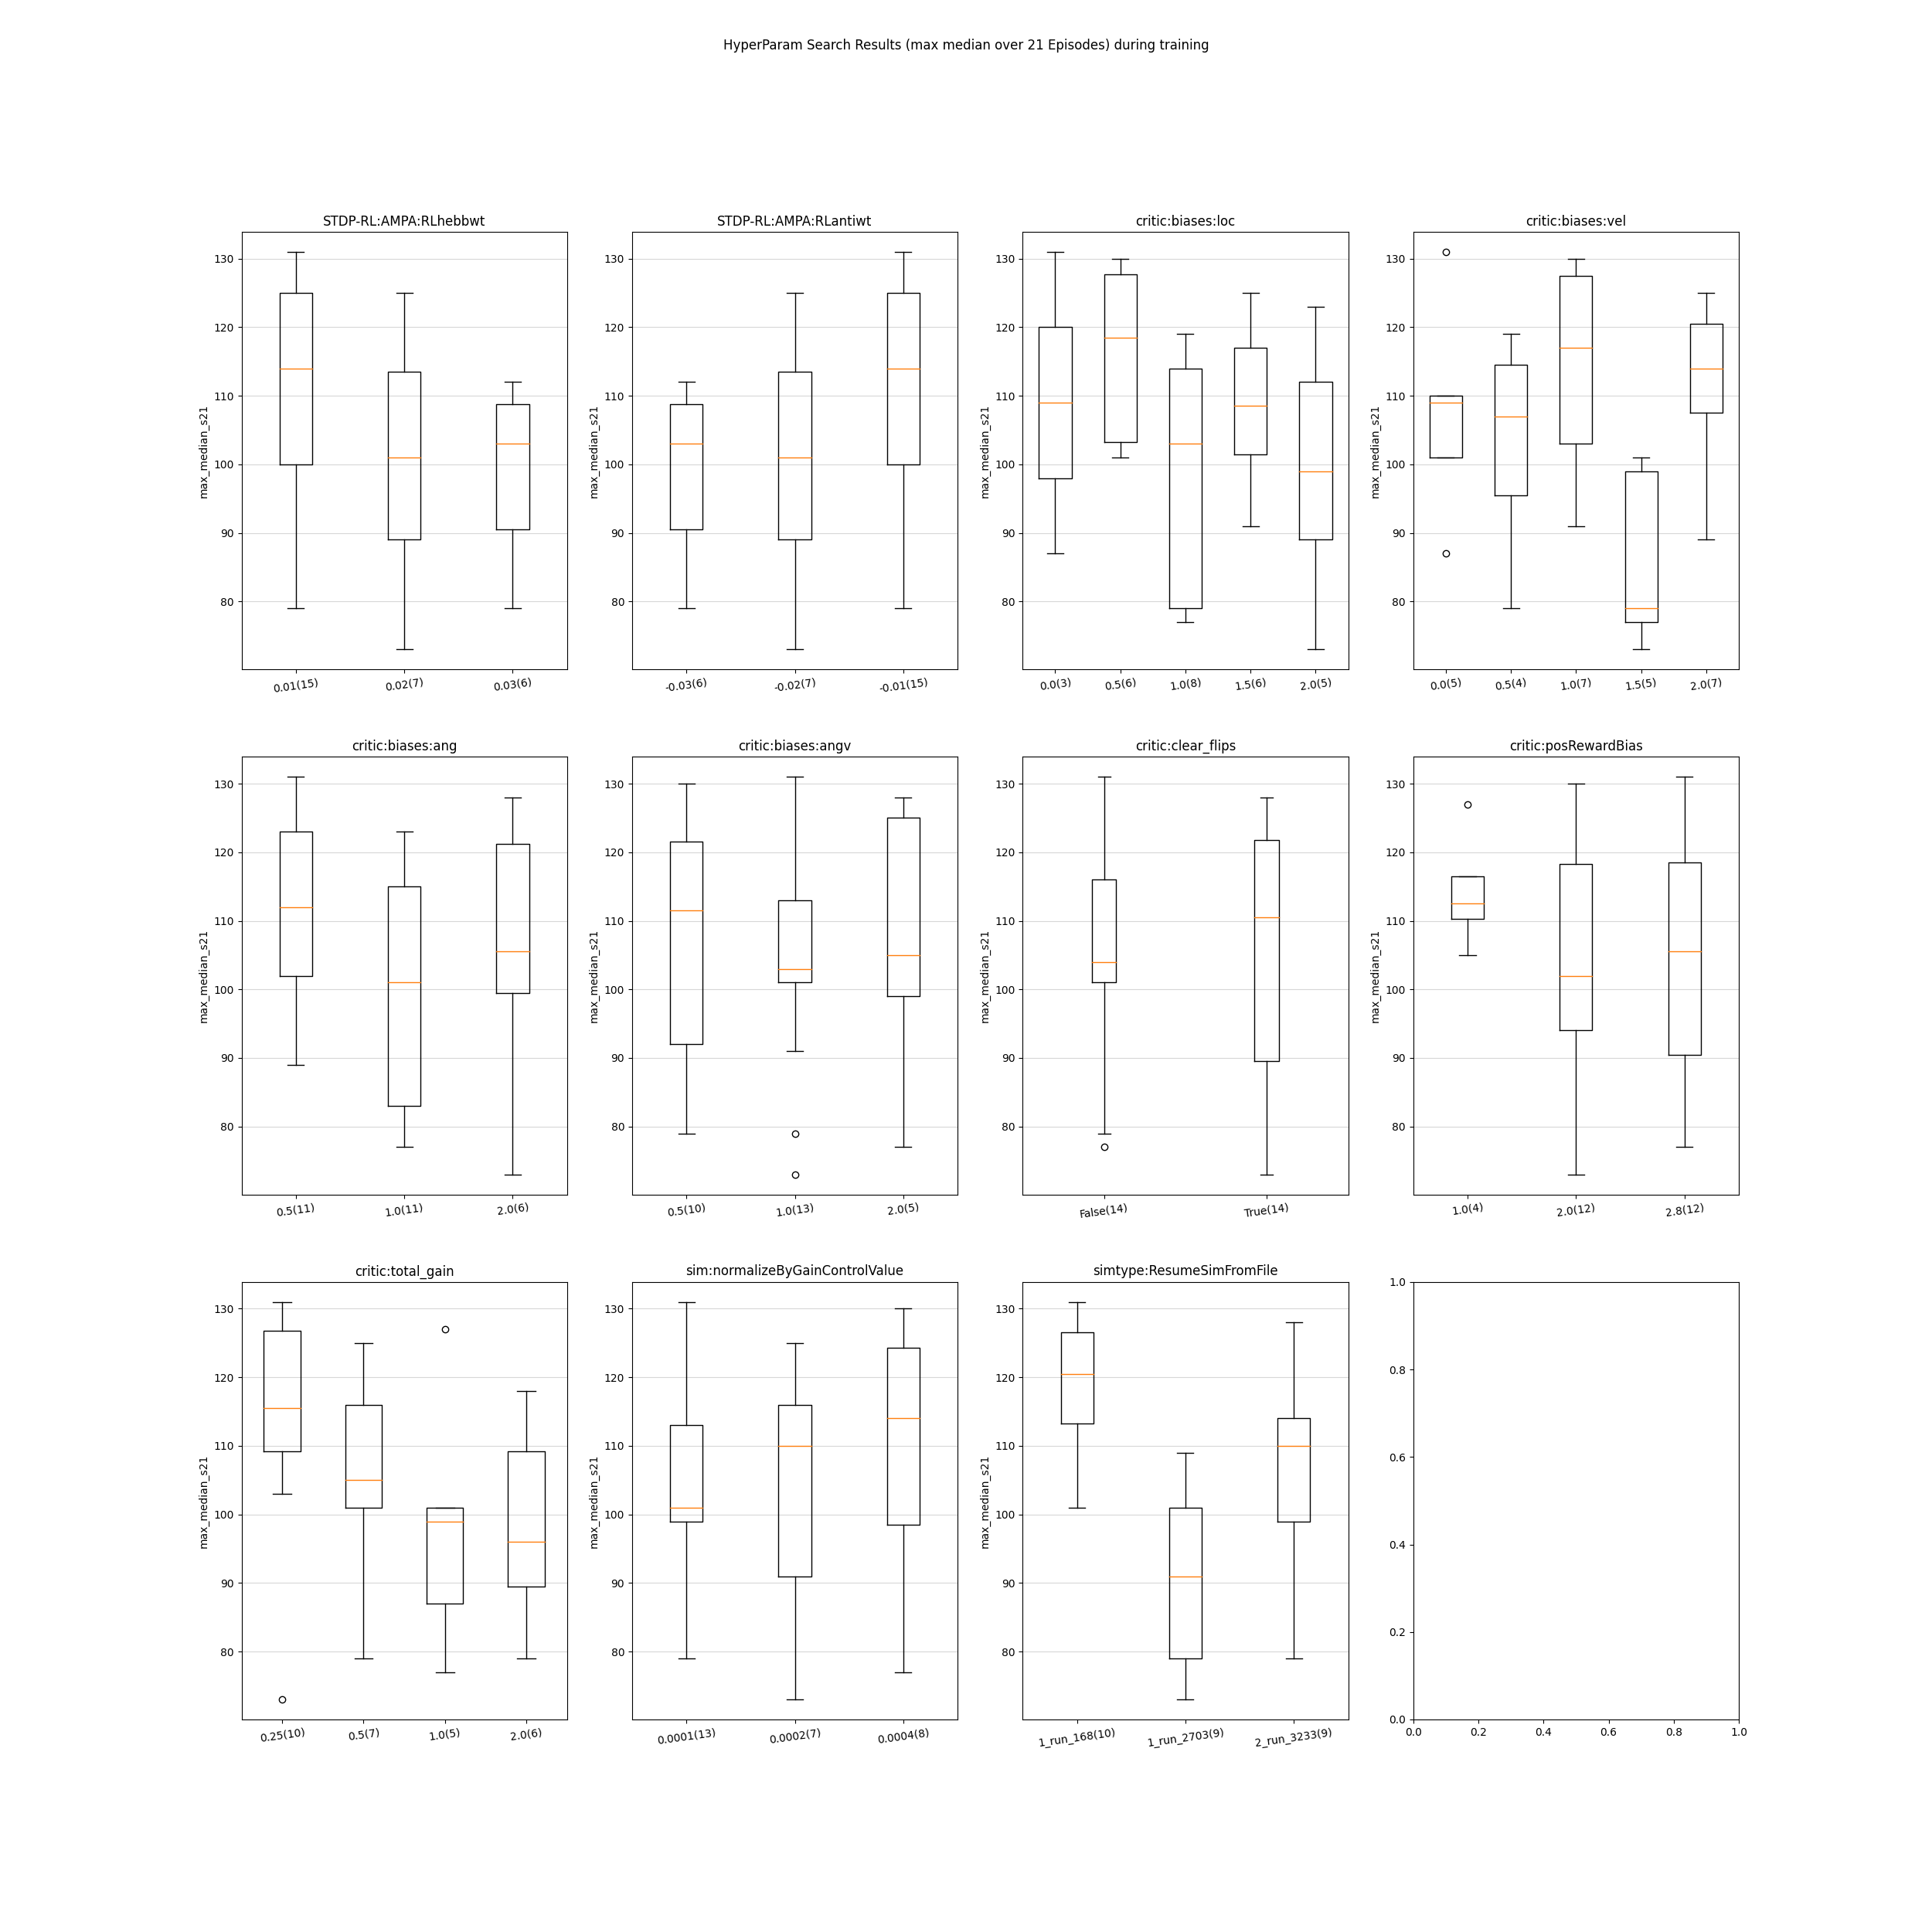 HyperParam Search Results (max median over 21 Episodes) during training
STDP-RL:AMPA:RLhebbwt
max_median_s21
130
120
110
100
90
80
0.01(15) 0.02(7) 0.03(6)
STDP-RL:AMPA:RLantiwt
max_median_s21
130
120
110
100
90
80
-0.03(6) -0.02(7) -0.01(15)
critic:biases:loc
max_median_s21
130
120
110
100
90
80
0.0(3) 0.5(6) 1.0(8) 1.5(6) 2.0(5)
critic:biases:vel
max_median_s21
130
120
110
100
90
80
0.0(5) 0.5(4) 1.0(7) 1.5(5) 2.0(7)
critic:biases:ang
max_median_s21
130
120
110
100
90
80
0.5(11) 1.0(11) 2.0(6)
critic:biases:angv
max_median_s21
130
120
110
100
90
80
0.5(10) 1.0(13) 2.0(5)
critic:clear_flips
max_median_s21
130
120
110
100
90
80
False(14) True(14)
critic:posRewardBias
max_median_s21
130
120
110
100
90
80
1.0(4) 2.0(12) 2.8(12)
critic:total_gain
max_median_s21
130
120
110
100
90
80
0.25(10) 0.5(7) 1.0(5) 2.0(6)
sim:normalizeByGainControlValue
max_median_s21
130
120
110
100
90
80
0.0001(13) 0.0002(7) 0.0004(8)
simtype:ResumeSimFromFile
max_median_s21
130
120
110
100
90
80
1_run_168(10) 1_run_2703(9) 2_run_3233(9)
1.0
0.8
0.6
0.4
0.2
0.0
0.0 0.2 0.4 0.6 0.8 1.0